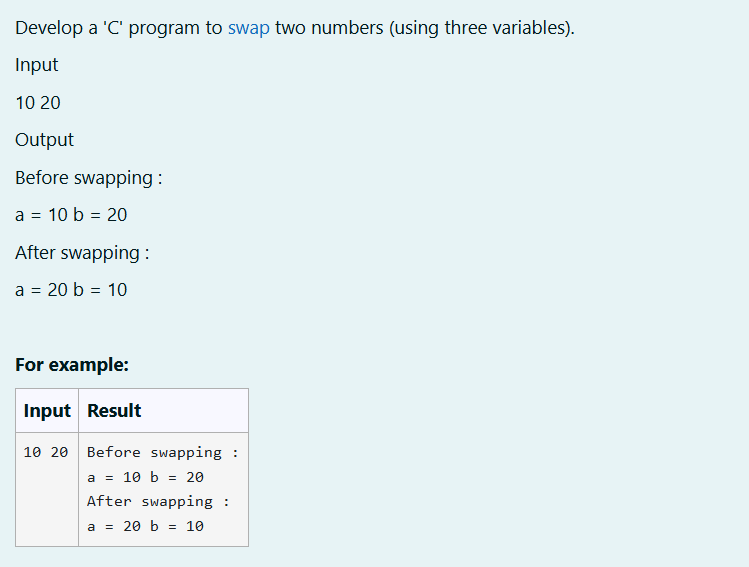 Develop a 'C' program to swap two numbers (using three variables).
Input
10 20
Output
Before swapping :
a = 10 b = 20
After swapping :
a = 20 b = 10
For example:
Input Result
10 20 Before swapping :
a = 10 b = 20
After swapping :
a = 20 b = 10